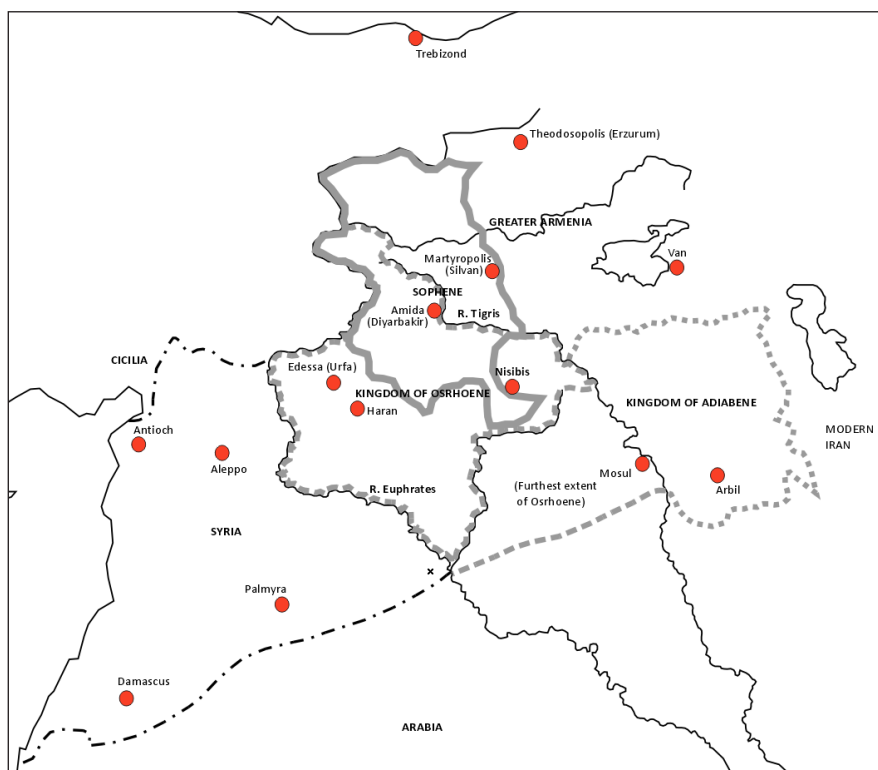 Trebizond
Theodosopolis (Erzurum)
GREATER ARMENIA
Van
Martyropolis
(Silvan)
SOPHENE
Amida
(Diyarbakir)
R. Tigris
CICILIA
Edessa (Urfa)
Nisibis
KINGDOM OF OSRHOENE
Haran
KINGDOM OF ADIABENE
MODERN
IRAN
Antioch
Aleppo
Mosul
Arbil
R. Euphrates
(Furthest extent
of Osrhoene)
SYRIA
×
Palmyra
Damascus
ARABIA